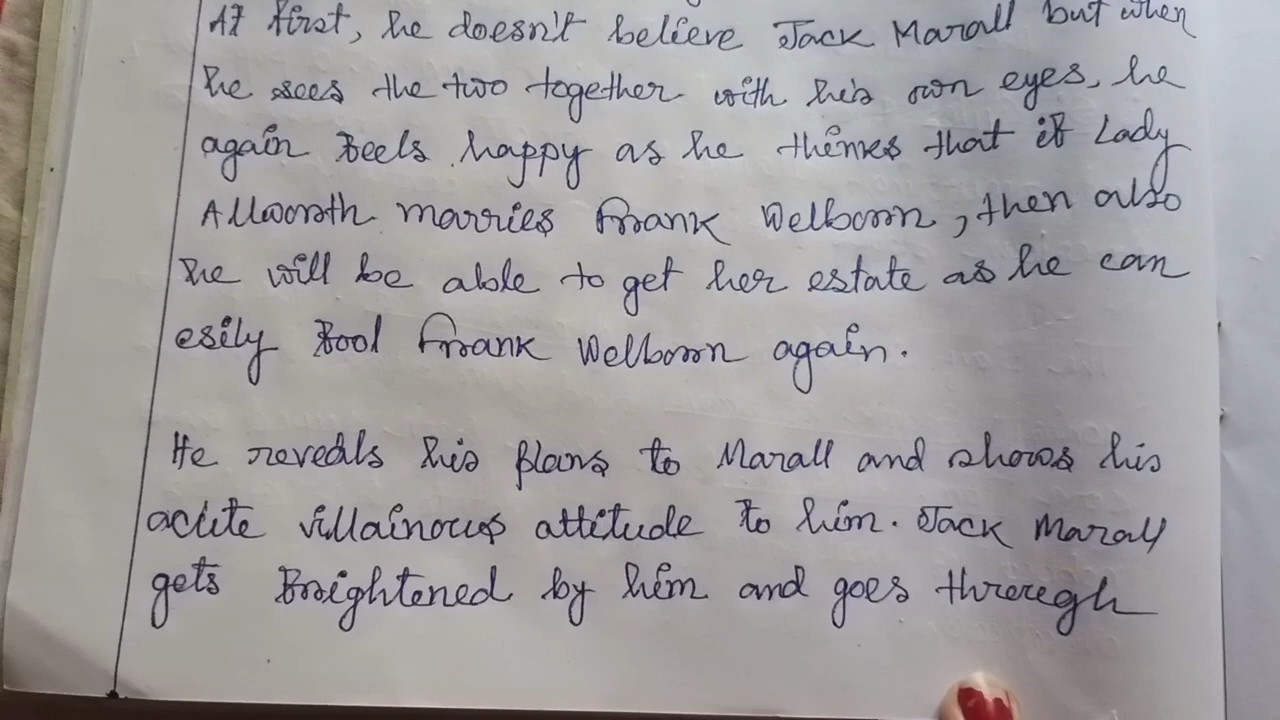 At first, he doesn't believe Jack Marall but when
he sees the two together with his own eyes, he
again feels happy as he thinks that if Lady
Allworth marries Frank Welborn, then also
he will be able to get her estate as he can
esily fool Frank Welborn again.
He reveals his plans to Marall and shows his
acute villainous attitude to him. Jack Marall
gets frightened by him and goes through